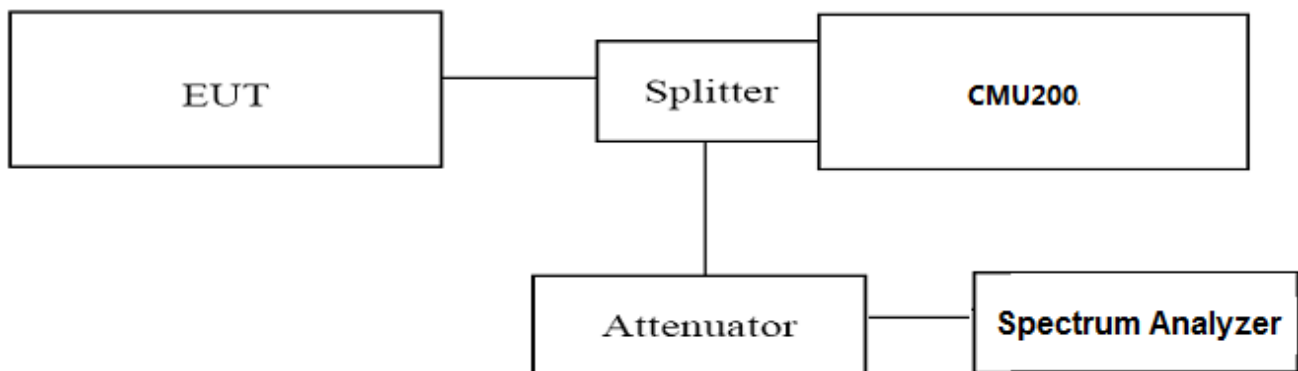 EUT
Splitter
CMU200
Attenuator
Spectrum Analyzer